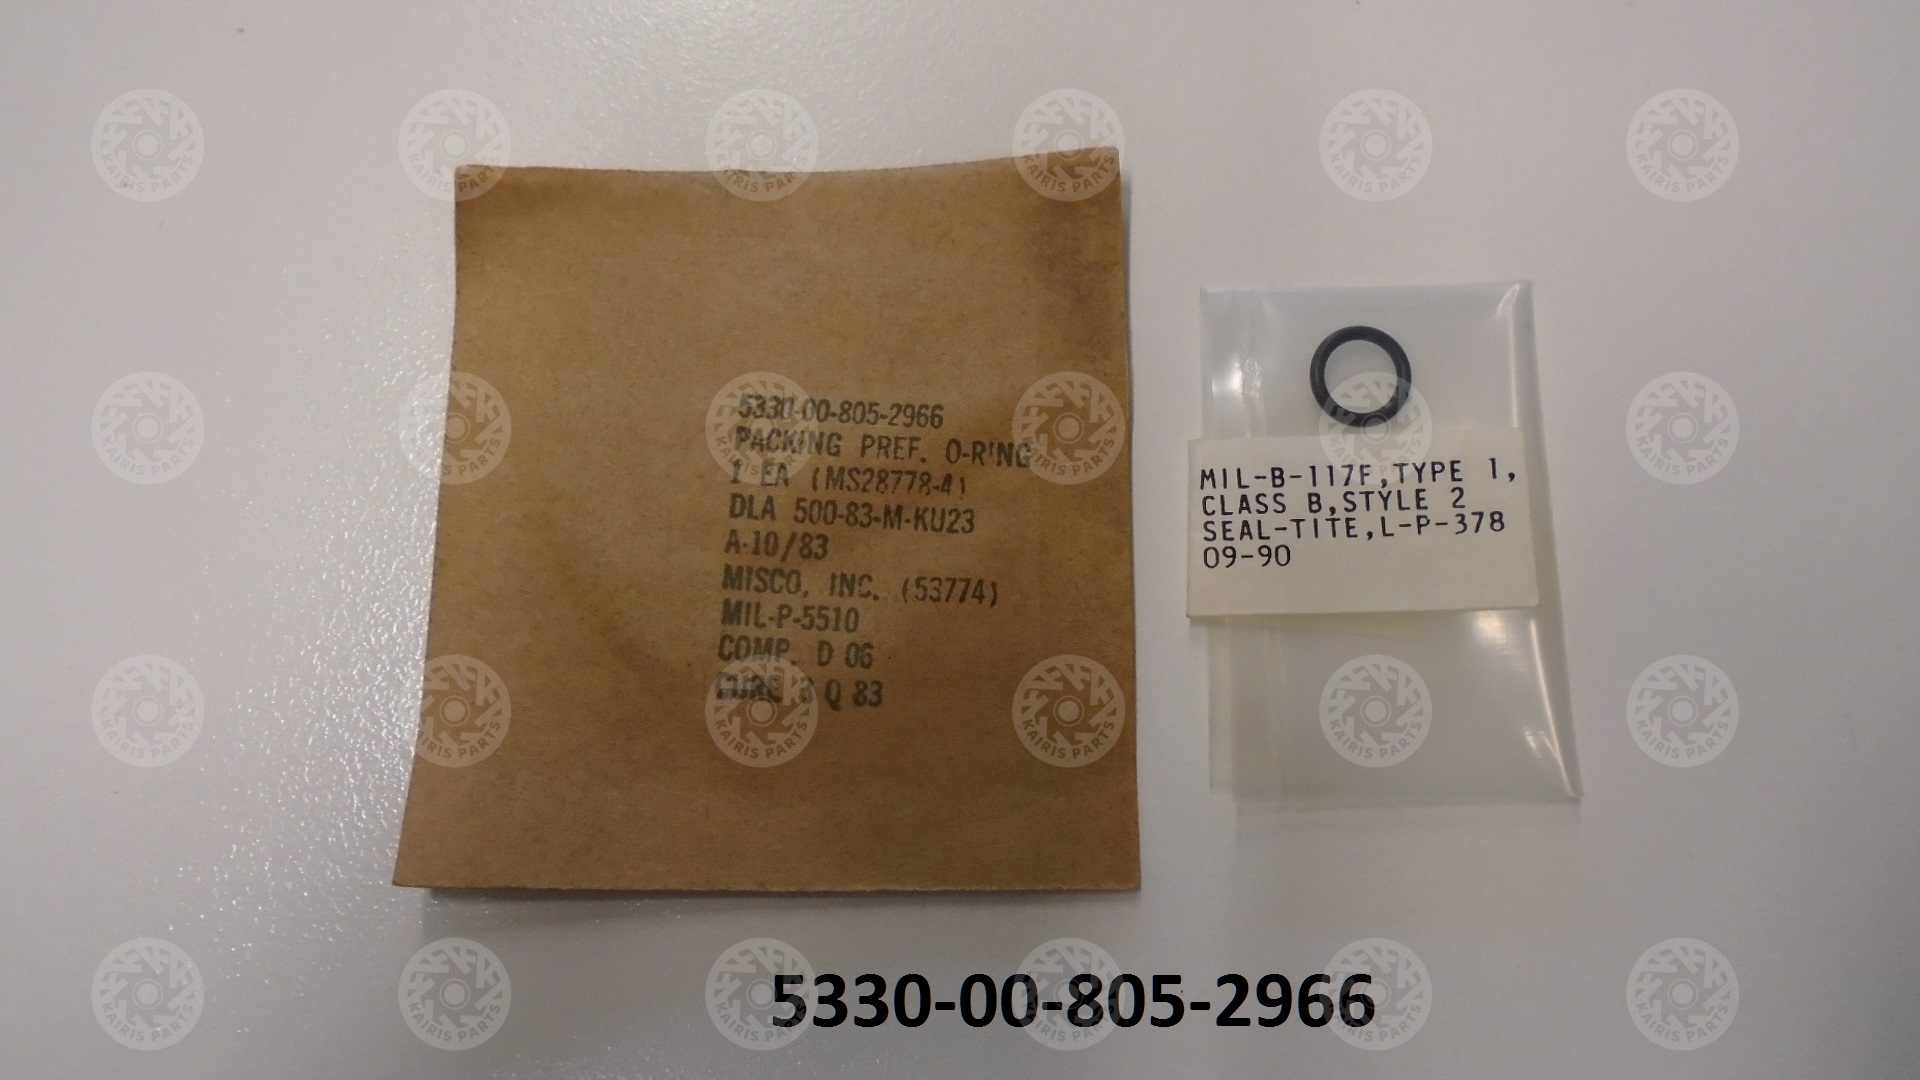 5330-00-805-2966
PACKING PREF. O-RING
1 EA (MS28778-4)
DLA 500-83-M-KU23
A-10/83
MISCO, INC. (53774)
MIL-P-5510
COMP. D 06
CURE 3 Q 83
MIL-B-117F,TYPE 1,
CLASS B,STYLE 2
SEAL-TITE,L-P-378
09-90
5330-00-805-2966
KAIRIS PARTS